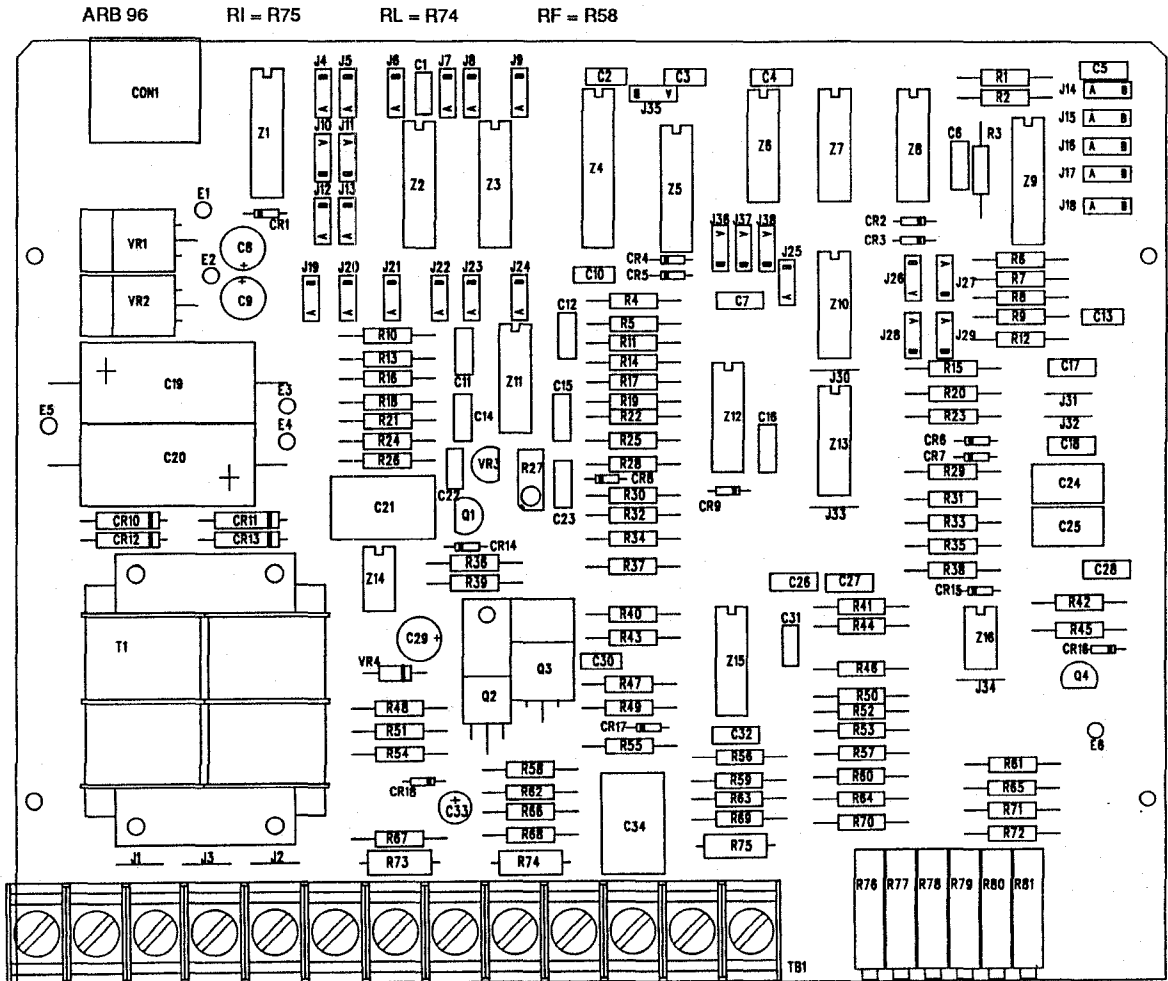 ARB 96 RI = R75 RL = R74 RF = R58
J4 J5 J6 C1 J7 J8 J9 C2 C3 C4 R1 C5
CON1 A A A A A A B V J35 R2 J14 A B
Z1 J10 J11 J15 A B
V V Z2 Z3 Z4 Z5 Z6 Z7 Z8 C6 R3 Z9 J16 A B
J12 J13 J17 A B
E1 A A J18 A B
CR1 J36 J37 J38 CR2
VR1 C8 + V V V CR3
E2 J19 J20 J21 J22 J23 J24 CR4 J25 R6
VR2 + C9 A A A A A A C10 CR5 A J26 A V J27 R7
C12 R4 C7 Z10 R8
R10 R5 J28 A V J29 R9 C13
R13 C11 Z11 R11 R12
+ C19 R16 R14 J30 R15 C17
E3 R18 C14 C15 R17 Z12 C16 Z13 R20 J31
E5 E4 R21 R19 R23 J32
C20 R24 R22 CR6 C18
+ R26 VR3 R27 R25 CR7
C21 C22 C23 R28 CR8 CR9 R29 C24
CR10 CR11 Q1 R30 J33 R31
CR12 CR13 R32 R33 C25
CR14 R34 R35
Z14 R36 R37 C26 C27 R38 C28
R39 CR15
T1 C29 + R40 C31 R41 Z16 R42
R43 R44 R45
VR4 Q3 C30 Z15 CR16
Q2 R47 R46 J34 Q4
R48 R49 R50
R51 CR17 C32 R52
R54 R55 R53 E6
R58 R56 R57 R61
CR18 R62 R59 R60 R65
+ C33 R66 C34 R63 R64 R71
R67 R68 R69 R70 R72
J1 J3 J2 R73 R74 R75
R76 R77 R78 R79 R80 R81
TB1